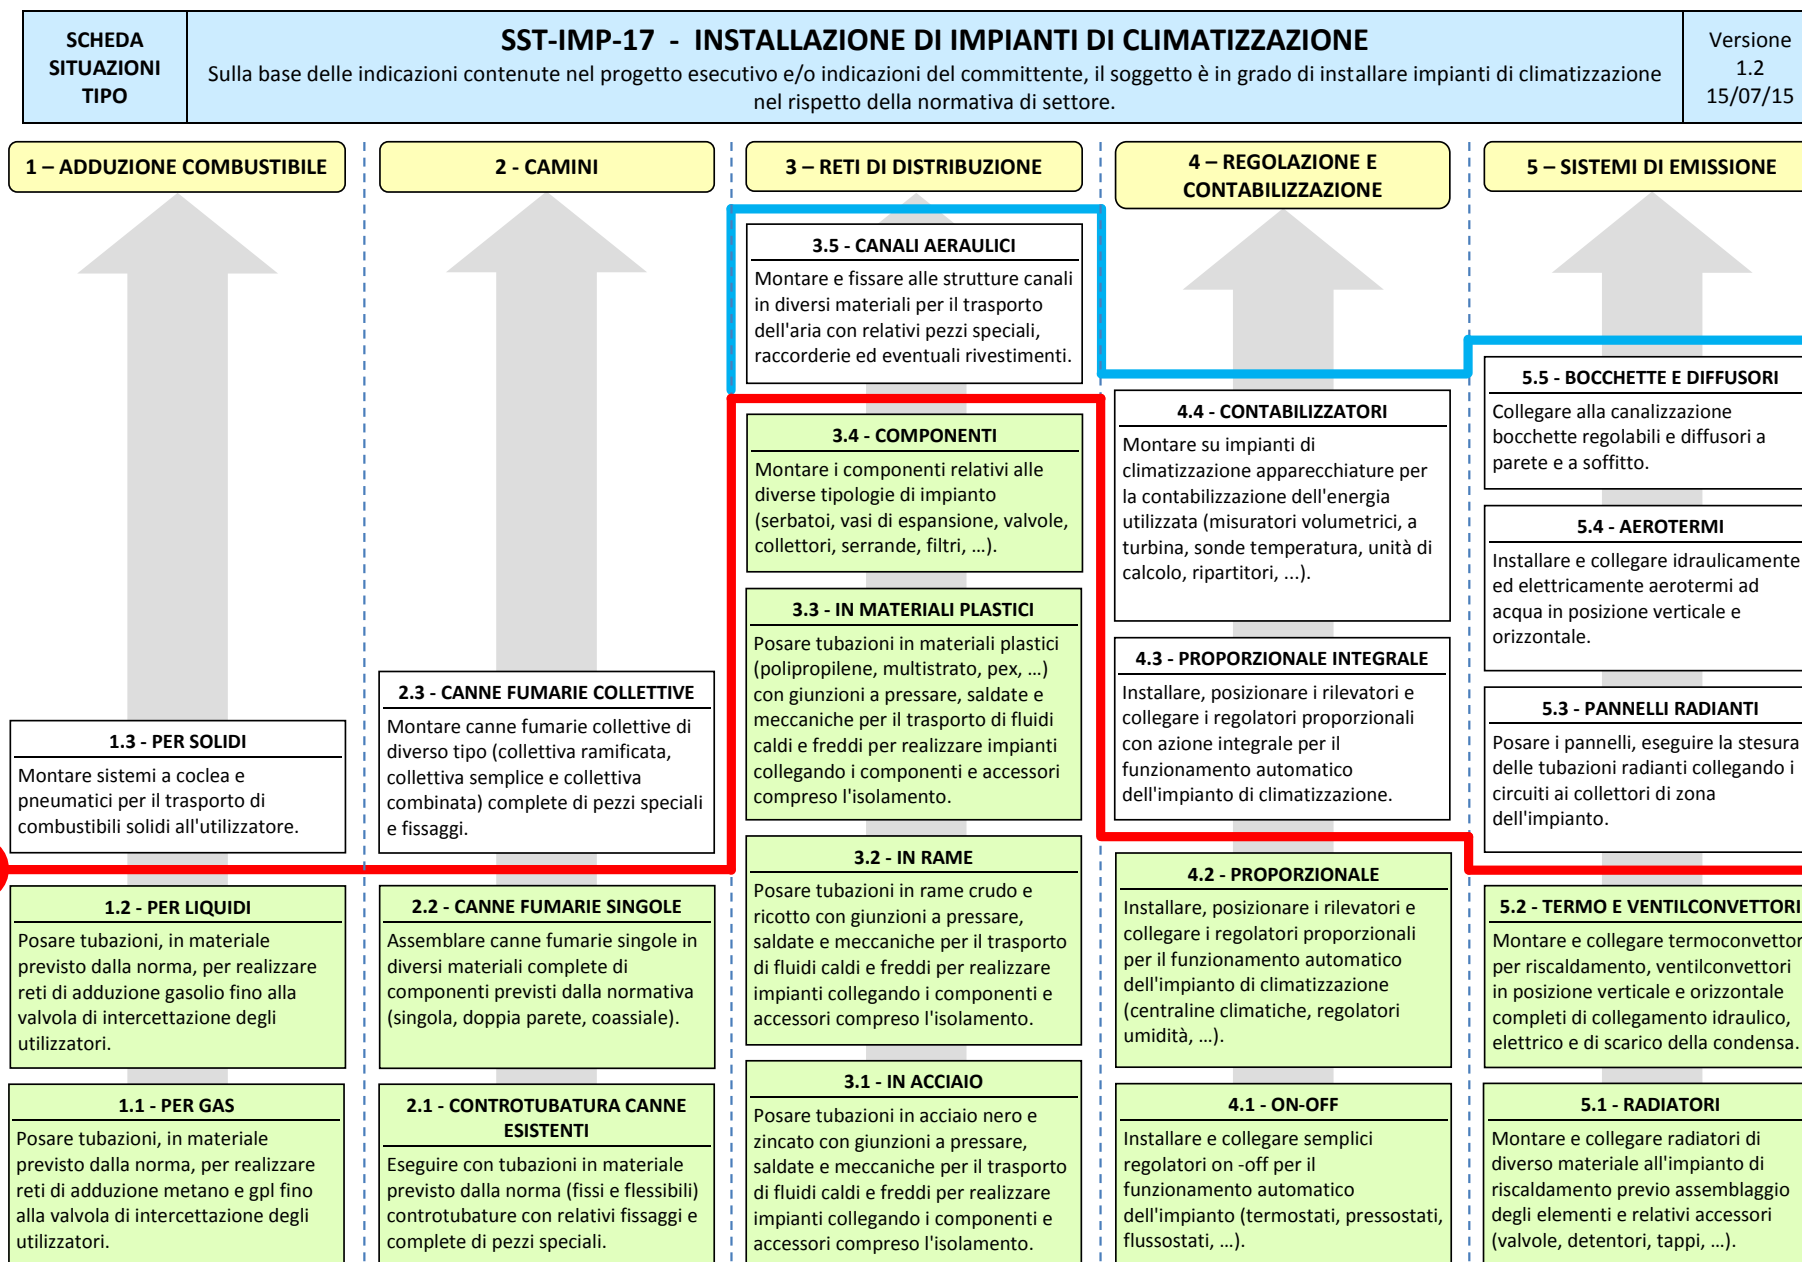 SCHEDA
SITUAZIONI
TIPO
SST-IMP-17 - INSTALLAZIONE DI IMPIANTI DI CLIMATIZZAZIONE
Sulla base delle indicazioni contenute nel progetto esecutivo e/o indicazioni del committente, il soggetto è in grado di installare impianti di climatizzazione
nel rispetto della normativa di settore.
Versione
1.2
15/07/15
1 – ADDUZIONE COMBUSTIBILE
1.3 - PER SOLIDI
Montare sistemi a coclea e
pneumatici per il trasporto di
combustibili solidi all'utilizzatore.
1.2 - PER LIQUIDI
Posare tubazioni, in materiale
previsto dalla norma, per realizzare
reti di adduzione gasolio fino alla
valvola di intercettazione degli
utilizzatori.
1.1 - PER GAS
Posare tubazioni, in materiale
previsto dalla norma, per realizzare
reti di adduzione metano e gpl fino
alla valvola di intercettazione degli
utilizzatori.
2 - CAMINI
2.3 - CANNE FUMARIE COLLETTIVE
Montare canne fumarie collettive di
diverso tipo (collettiva ramificata,
collettiva semplice e collettiva
combinata) complete di pezzi speciali
e fissaggi.
2.2 - CANNE FUMARIE SINGOLE
Assemblare canne fumarie singole in
diversi materiali complete di
componenti previsti dalla normativa
(singola, doppia parete, coassiale).
2.1 - CONTROTUBATURA CANNE
ESISTENTI
Eseguire con tubazioni in materiale
previsto dalla norma (fissi e flessibili)
controtubature con relativi fissaggi e
complete di pezzi speciali.
3 – RETI DI DISTRIBUZIONE
3.5 - CANALI AERAULICI
Montare e fissare alle strutture canali
in diversi materiali per il trasporto
dell'aria con relativi pezzi speciali,
raccorderie ed eventuali rivestimenti.
3.4 - COMPONENTI
Montare i componenti relativi alle
diverse tipologie di impianto
(serbatoi, vasi di espansione, valvole,
collettori, serrande, filtri, …).
3.3 - IN MATERIALI PLASTICI
Posare tubazioni in materiali plastici
(polipropilene, multistrato, pex, …)
con giunzioni a pressare, saldate e
meccaniche per il trasporto di fluidi
caldi e freddi per realizzare impianti
collegando i componenti e accessori
compreso l'isolamento.
3.2 - IN RAME
Posare tubazioni in rame crudo e
ricotto con giunzioni a pressare,
saldate e meccaniche per il trasporto
di fluidi caldi e freddi per realizzare
impianti collegando i componenti e
accessori compreso l'isolamento.
3.1 - IN ACCIAIO
Posare tubazioni in acciaio nero e
zincato con giunzioni a pressare,
saldate e meccaniche per il trasporto
di fluidi caldi e freddi per realizzare
impianti collegando i componenti e
accessori compreso l'isolamento.
4 – REGOLAZIONE E
CONTABILIZZAZIONE
4.4 - CONTABILIZZATORI
Montare su impianti di
climatizzazione apparecchiature per
la contabilizzazione dell'energia
utilizzata (misuratori volumetrici, a
turbina, sonde temperatura, unità di
calcolo, ripartitori, ...).
4.3 - PROPORZIONALE INTEGRALE
Installare, posizionare i rilevatori e
collegare i regolatori proporzionali
con azione integrale per il
funzionamento automatico
dell'impianto di climatizzazione.
4.2 - PROPORZIONALE
Installare, posizionare i rilevatori e
collegare i regolatori proporzionali
per il funzionamento automatico
dell'impianto di climatizzazione
(centraline climatiche, regolatori
umidità, …).
4.1 - ON-OFF
Installare e collegare semplici
regolatori on -off per il
funzionamento automatico
dell'impianto (termostati, pressostati,
flussostati, …).
5 – SISTEMI DI EMISSIONE
5.5 - BOCCHETTE E DIFFUSORI
Collegare alla canalizzazione
bocchette regolabili e diffusori a
parete e a soffitto.
5.4 - AEROTERMI
Installare e collegare idraulicamente
ed elettricamente aerotermi ad
acqua in posizione verticale e
orizzontale.
5.3 - PANNELLI RADIANTI
Posare i pannelli, eseguire la stesura
delle tubazioni radianti collegando i
circuiti ai collettori di zona
dell'impianto.
5.2 - TERMO E VENTILCONVETTORI
Montare e collegare termoconvettor
per riscaldamento, ventilconvettori
in posizione verticale e orizzontale
completi di collegamento idraulico,
elettrico e di scarico della condensa.
5.1 - RADIATORI
Montare e collegare radiatori di
diverso materiale all'impianto di
riscaldamento previo assemblaggio
degli elementi e relativi accessori
(valvole, detentori, tappi, …).